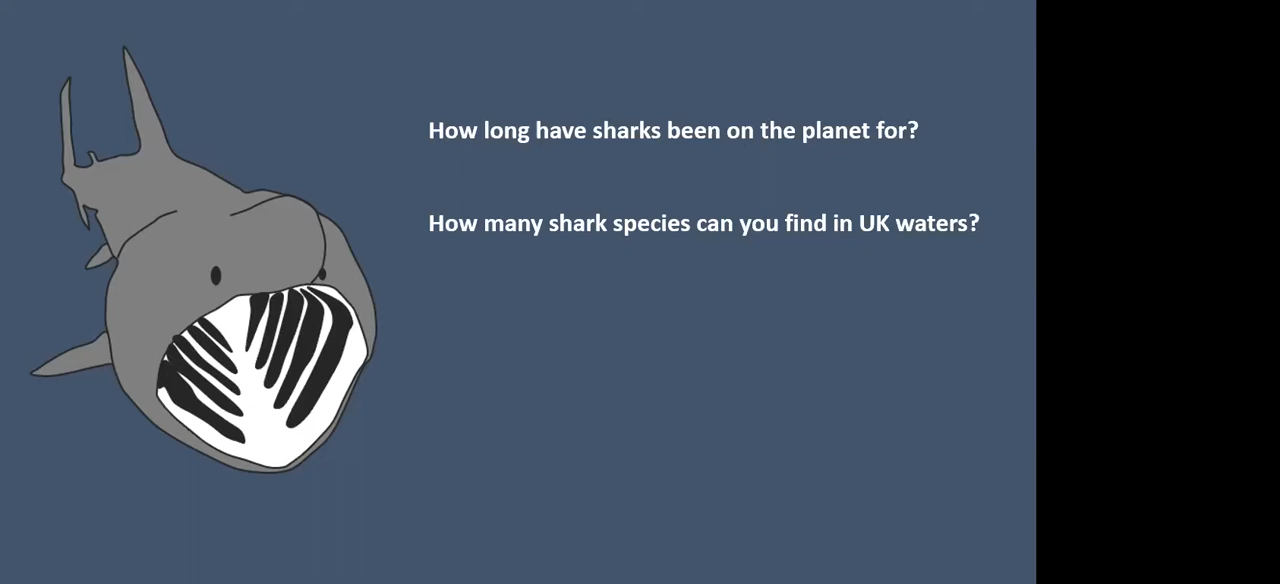 How long have sharks been on the planet for?
How many shark species can you find in UK waters?